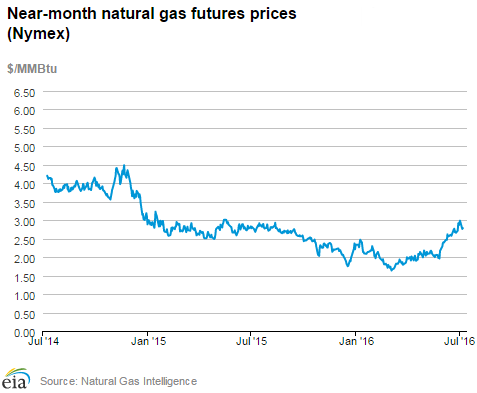 Near-month natural gas futures prices
(Nymex)
$/MMBtu
6.50
6.00
5.50
5.00
4.50
4.00
3.50
3.00
2.50
2.00
1.50
1.00
0.50
0.00
Jul '14 Jan '15 Jul '15 Jan '16 Jul '16
eia Source: Natural Gas Intelligence